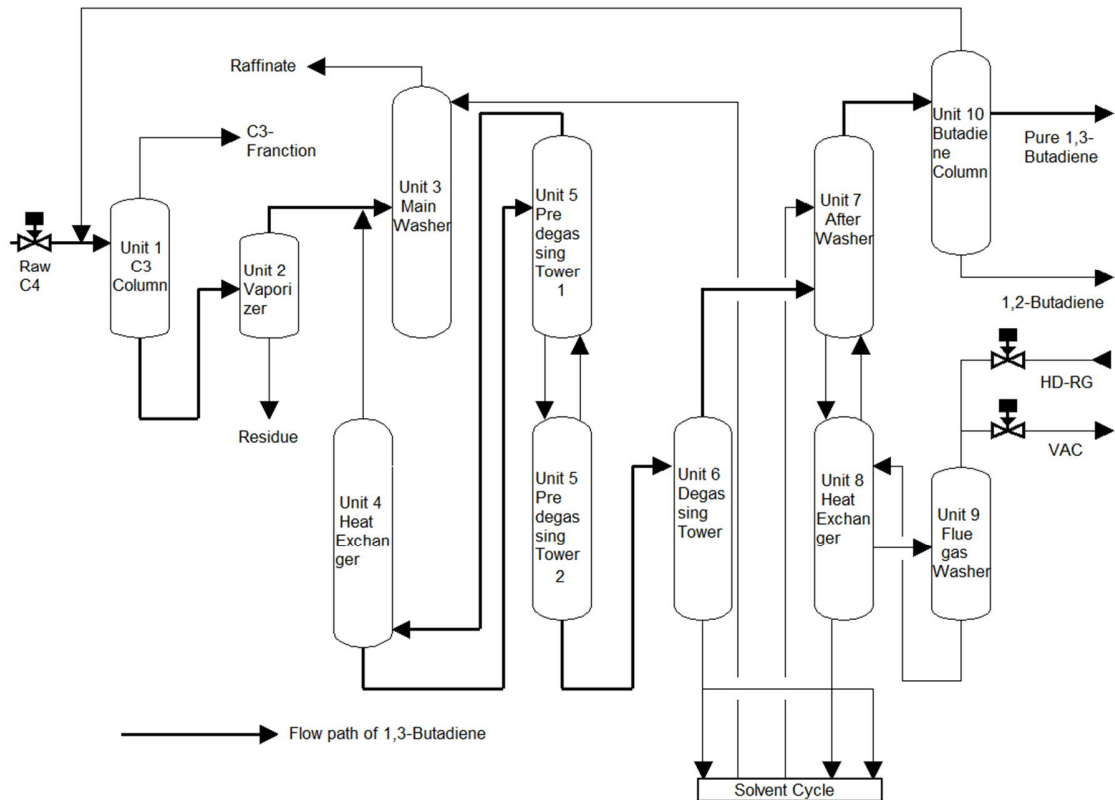 Raffinate
C3-
Franction
Raw
C4
Unit 1
C3
Column
Unit 2
Vapori
zer
Residue
Unit 3
Main
Washer
Unit 4
Heat
Exchan
ger
Unit 5
Pre
degas
sing
Tower
1
Unit 5
Pre
degas
sing
Tower
2
Unit 6
Degas
sing
Tower
Unit 7
After
Washer
Unit 8
Heat
Exchan
ger
Unit 9
Flue
gas
Washer
Unit 10
Butadie
ne
Column
Pure 1,3-
Butadiene
1,2-Butadiene
HD-RG
VAC
Flow path of 1,3-Butadiene
Solvent Cycle